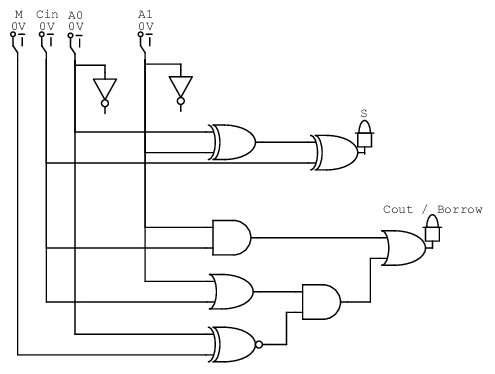 M Cin A0 A1
0V 0V 0V 0V
S
Cout / Borrow